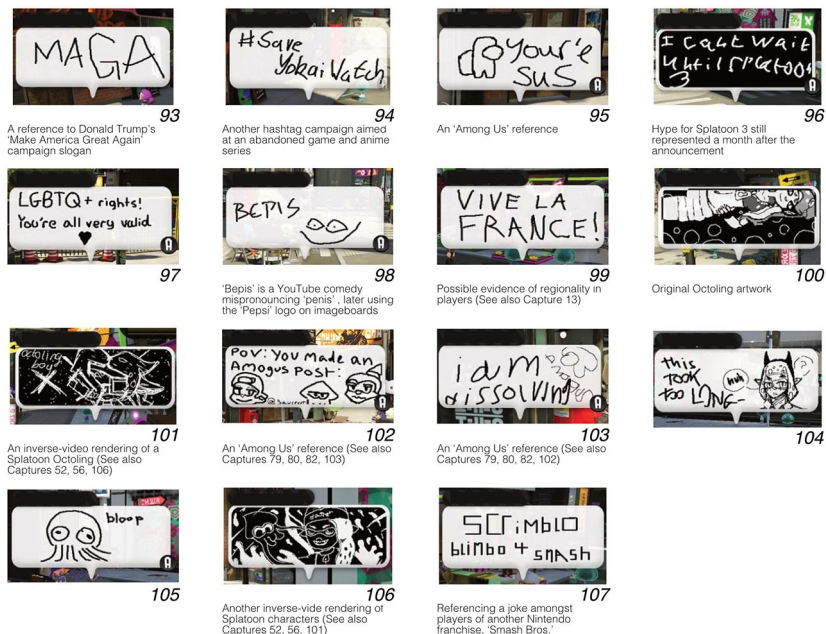 MAGA
93
A reference to Donald Trump's
'Make America Great Again'
campaign slogan
#Save
Yokai Watch
94
Another hashtag campaign aimed
at an abandoned game and anime
series
Your'e
SUS
95
An 'Among Us' reference
I cant wait
until splatoon
3
96
Hype for Splatoon 3 still
represented a month after the
announcement
LGBTQ+ rights!
You're all very valid
97
BEPIS
98
'Bepis' is a YouTube comedy
mispronouncing 'penis' , later using
the 'Pepsi' logo on imageboards
VIVE LA
FRANCE!
99
Possible evidence of regionality in
players (See also Capture 13)
100
Original Octoling artwork
octoling
boy
101
An inverse-video rendering of a
Splatoon Octoling (See also
Captures 52, 56, 106)
POV: You made an
Amogus post:
102
An 'Among Us' reference (See also
Captures 79, 80, 82, 103)
i am
dissolving
103
An 'Among Us' reference (See also
Captures 79, 80, 82, 102)
this
TOOK
too LONG-
huh
?
104
bloop
105
106
Another inverse-vide rendering of
Splatoon characters (See also
Captures 52, 56, 101)
SCrimblo
blimbo 4 smash
107
Referencing a joke amongst
players of another Nintendo
franchise, 'Smash Bros.'